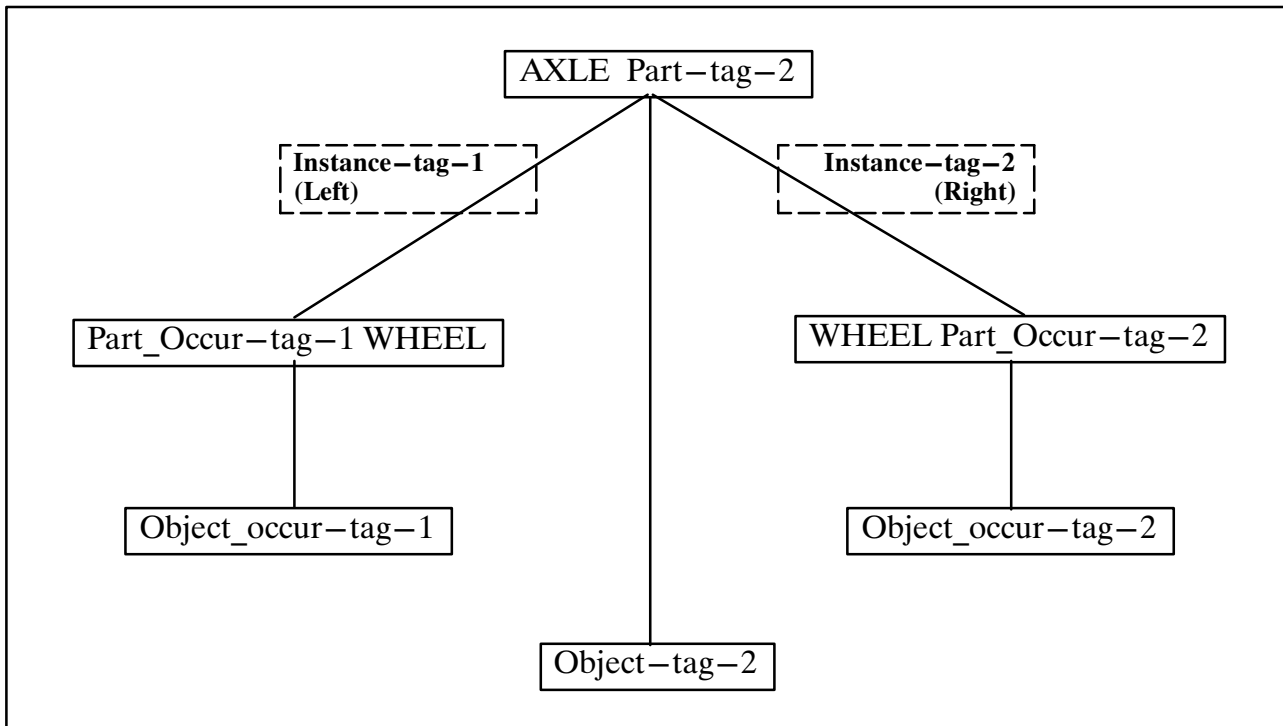 AXLE Part−tag−2
Instance−tag−1
(Left)
Instance−tag−2
(Right)
Part_Occur−tag−1 WHEEL
WHEEL Part_Occur−tag−2
Object_occur−tag−1
Object_occur−tag−2
Object−tag−2